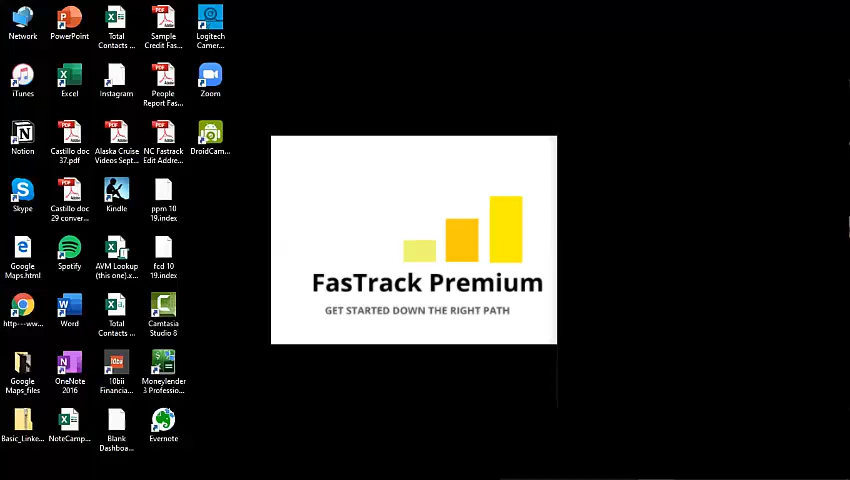 Network
PowerPoint
Total
Contacts ...
Sample
Credit Fas...
Logitech
Camer...
iTunes
Excel
Instagram
People
Report Fas...
Zoom
Notion
Castillo doc
37.pdf
Alaska Cruise
Videos Sept...
NC Fastrack
Edit Addre...
DroidCam...
Skype
Castillo doc
29 conver...
Kindle
ppm 10
19.index
Google
Maps.html
Spotify
AVM Lookup
(this one).x...
fcd 10
19.index
http---ww...
Word
Total
Contacts ...
Camtasia
Studio 8
Google
Maps_files
OneNote
2016
10bii
Financia...
Moneylender
3 Professio...
Basic_Linke...
NoteCamp...
Blank
Dashboa...
Evernote
FasTrack Premium
GET STARTED DOWN THE RIGHT PATH